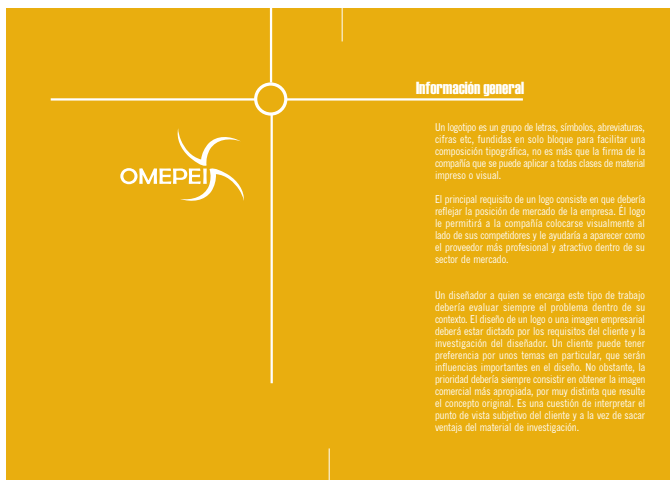 Información general
OMEPEI
Un logotipo es un grupo de letras, símbolos, abreviaturas,
cifras etc, fundidas en solo bloque para facilitar una
composición tipográfica, no es más que la firma de la
compañía que se puede aplicar a todas clases de material
impreso o visual.
El principal requisito de un logo consiste en que debería
reflejar la posición de mercado de la empresa. Él logo
le permitirá a la compañía colocarse visualmente al
lado de sus competidores y le ayudaría a aparecer como
el proveedor más profesional y atractivo dentro de su
sector de mercado.
Un diseñador a quien se encarga este tipo de trabajo
debería evaluar siempre el problema dentro de su
contexto. El diseño de un logo o una imagen empresarial
deberá estar dictado por los requisitos del cliente y la
investigación del diseñador. Un cliente puede tener
preferencia por unos temas en particular, que serán
influencias importantes en el diseño. No obstante, la
prioridad debería siempre consistir en obtener la imagen
comercial más apropiada, por muy distinta que resulte
el concepto original. Es una cuestión de interpretar el
punto de vista subjetivo del cliente y a la vez de sacar
ventaja del material de investigación.